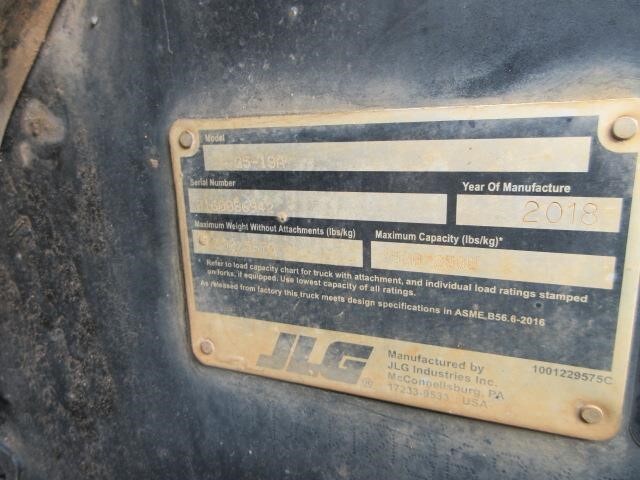 Model
G5-18A
Serial Number
Year Of Manufacture
0160086942
2018
Maximum Weight Without Attachments (lbs/kg)
Maximum Capacity (lbs/kg)*
* Refer to load capacity chart for truck with attachment, and individual load ratings stamped
on forks, if equipped. Use lowest capacity of all ratings.
As released from factory this truck meets design specifications in ASME B56.6-2016
JLG ®
Manufactured by
JLG Industries Inc.
McConnellsburg, PA
17233-9533 USA
1001229575C